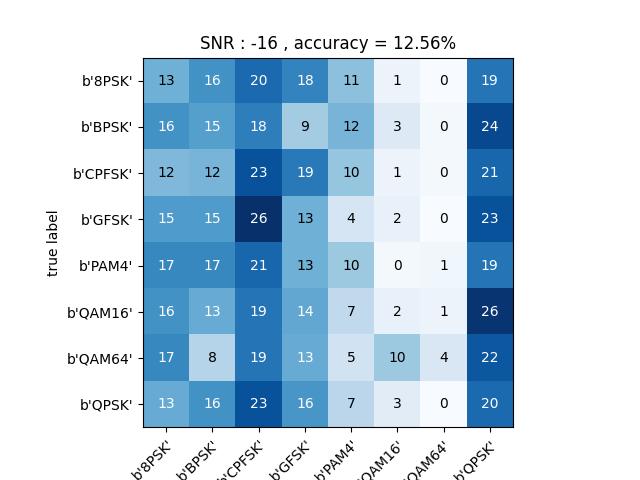 SNR : -16 , accuracy = 12.56%
b'8PSK' 13 16 20 18 11 1 0 19
b'BPSK' 16 15 18 9 12 3 0 24
b'CPFSK' 12 12 23 19 10 1 0 21
b'GFSK' 15 15 26 13 4 2 0 23
b'PAM4' 17 17 21 13 10 0 1 19
b'QAM16' 16 13 19 14 7 2 1 26
b'QAM64' 17 8 19 13 5 10 4 22
b'QPSK' 13 16 23 16 7 3 0 20
true label
b'8PSK' b'BPSK' 'CPFSK' b'GFSK' b'PAM4' 'QAM16' 'QAM64' b'QPSK'